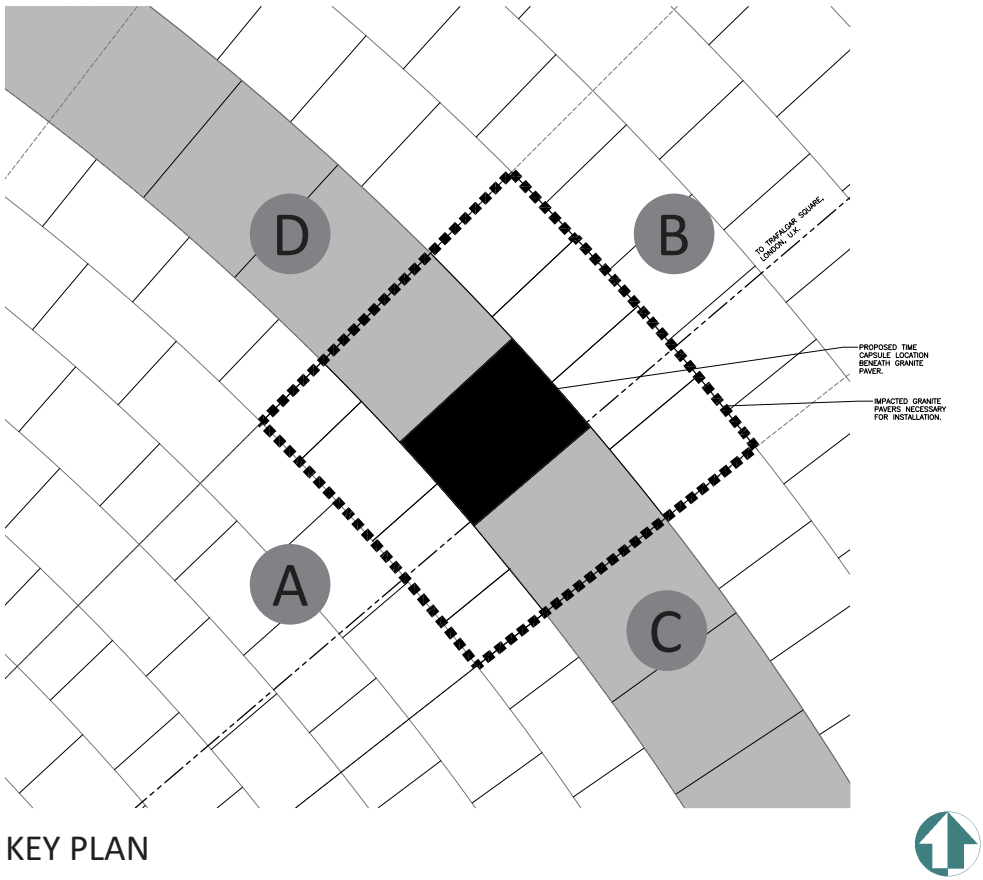 D
B
TO TRAFALGAR SQUARE,
LONDON, U.K.
PROPOSED TIME
CAPSULE LOCATION
BENEATH GRANITE
PAVER.
IMPACTED GRANITE
PAVERS NECESSARY
FOR INSTALLATION.
A
C
KEY PLAN